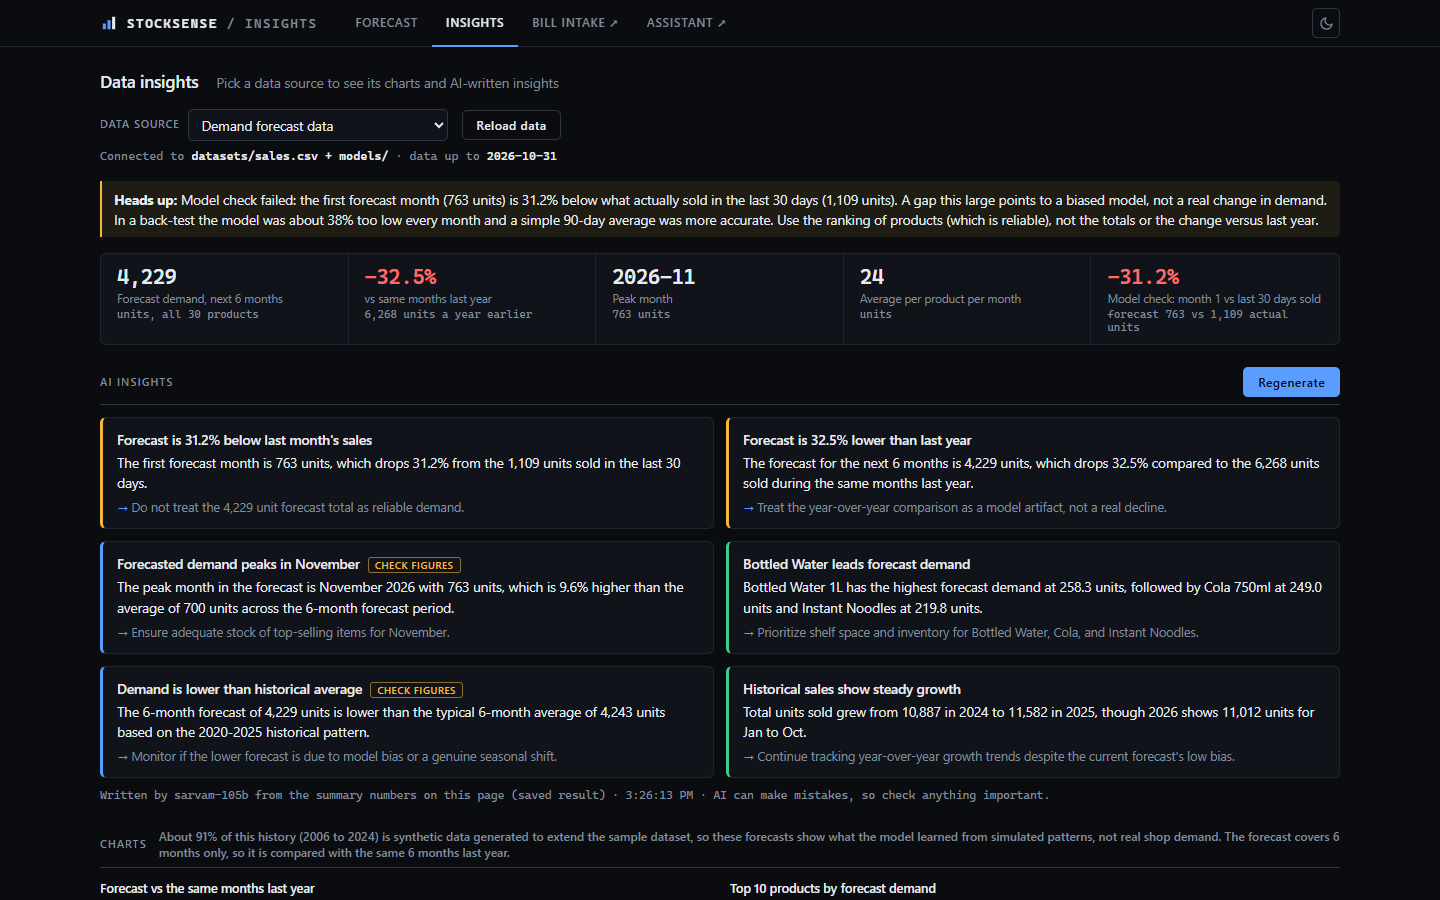 STOCKSENSE / INSIGHTS
FORECAST
INSIGHTS
BILL INTAKE ↗
ASSISTANT ↗
Data insights
Pick a data source to see its charts and AI-written insights
DATA SOURCE
Demand forecast data
Reload data
Connected to datasets/sales.csv + models/ · data up to 2026-10-31
Heads up: Model check failed: the first forecast month (763 units) is 31.2% below what actually sold in the last 30 days (1,109 units). A gap this large points to a biased model, not a real change in demand.
In a back-test the model was about 38% too low every month and a simple 90-day average was more accurate. Use the ranking of products (which is reliable), not the totals or the change versus last year.
4,229
Forecast demand, next 6 months
units, all 30 products
−32.5%
vs same months last year
6,268 units a year earlier
2026-11
Peak month
763 units
24
Average per product per month
units
−31.2%
Model check: month 1 vs last 30 days sold
forecast 763 vs 1,109 actual
units
AI INSIGHTS
Regenerate
Forecast is 31.2% below last month's sales
The first forecast month is 763 units, which drops 31.2% from the 1,109 units sold in the last 30
days.
→ Do not treat the 4,229 unit forecast total as reliable demand.
Forecast is 32.5% lower than last year
The forecast for the next 6 months is 4,229 units, which drops 32.5% compared to the 6,268 units
sold during the same months last year.
→ Treat the year-over-year comparison as a model artifact, not a real decline.
Forecasted demand peaks in November CHECK FIGURES
The peak month in the forecast is November 2026 with 763 units, which is 9.6% higher than the
average of 700 units across the 6-month forecast period.
→ Ensure adequate stock of top-selling items for November.
Bottled Water leads forecast demand
Bottled Water 1L has the highest forecast demand at 258.3 units, followed by Cola 750ml at 249.0
units and Instant Noodles at 219.8 units.
→ Prioritize shelf space and inventory for Bottled Water, Cola, and Instant Noodles.
Demand is lower than historical average CHECK FIGURES
The 6-month forecast of 4,229 units is lower than the typical 6-month average of 4,243 units
based on the 2020-2025 historical pattern.
→ Monitor if the lower forecast is due to model bias or a genuine seasonal shift.
Historical sales show steady growth
Total units sold grew from 10,887 in 2024 to 11,582 in 2025, though 2026 shows 11,012 units for
Jan to Oct.
→ Continue tracking year-over-year growth trends despite the current forecast's low bias.
Written by sarvam-105b from the summary numbers on this page (saved result) · 3:26:13 PM · AI can make mistakes, so check anything important.
CHARTS
About 91% of this history (2006 to 2024) is synthetic data generated to extend the sample dataset, so these forecasts show what the model learned from simulated patterns, not real shop demand. The forecast covers 6
months only, so it is compared with the same 6 months last year.
Forecast vs the same months last year
Top 10 products by forecast demand